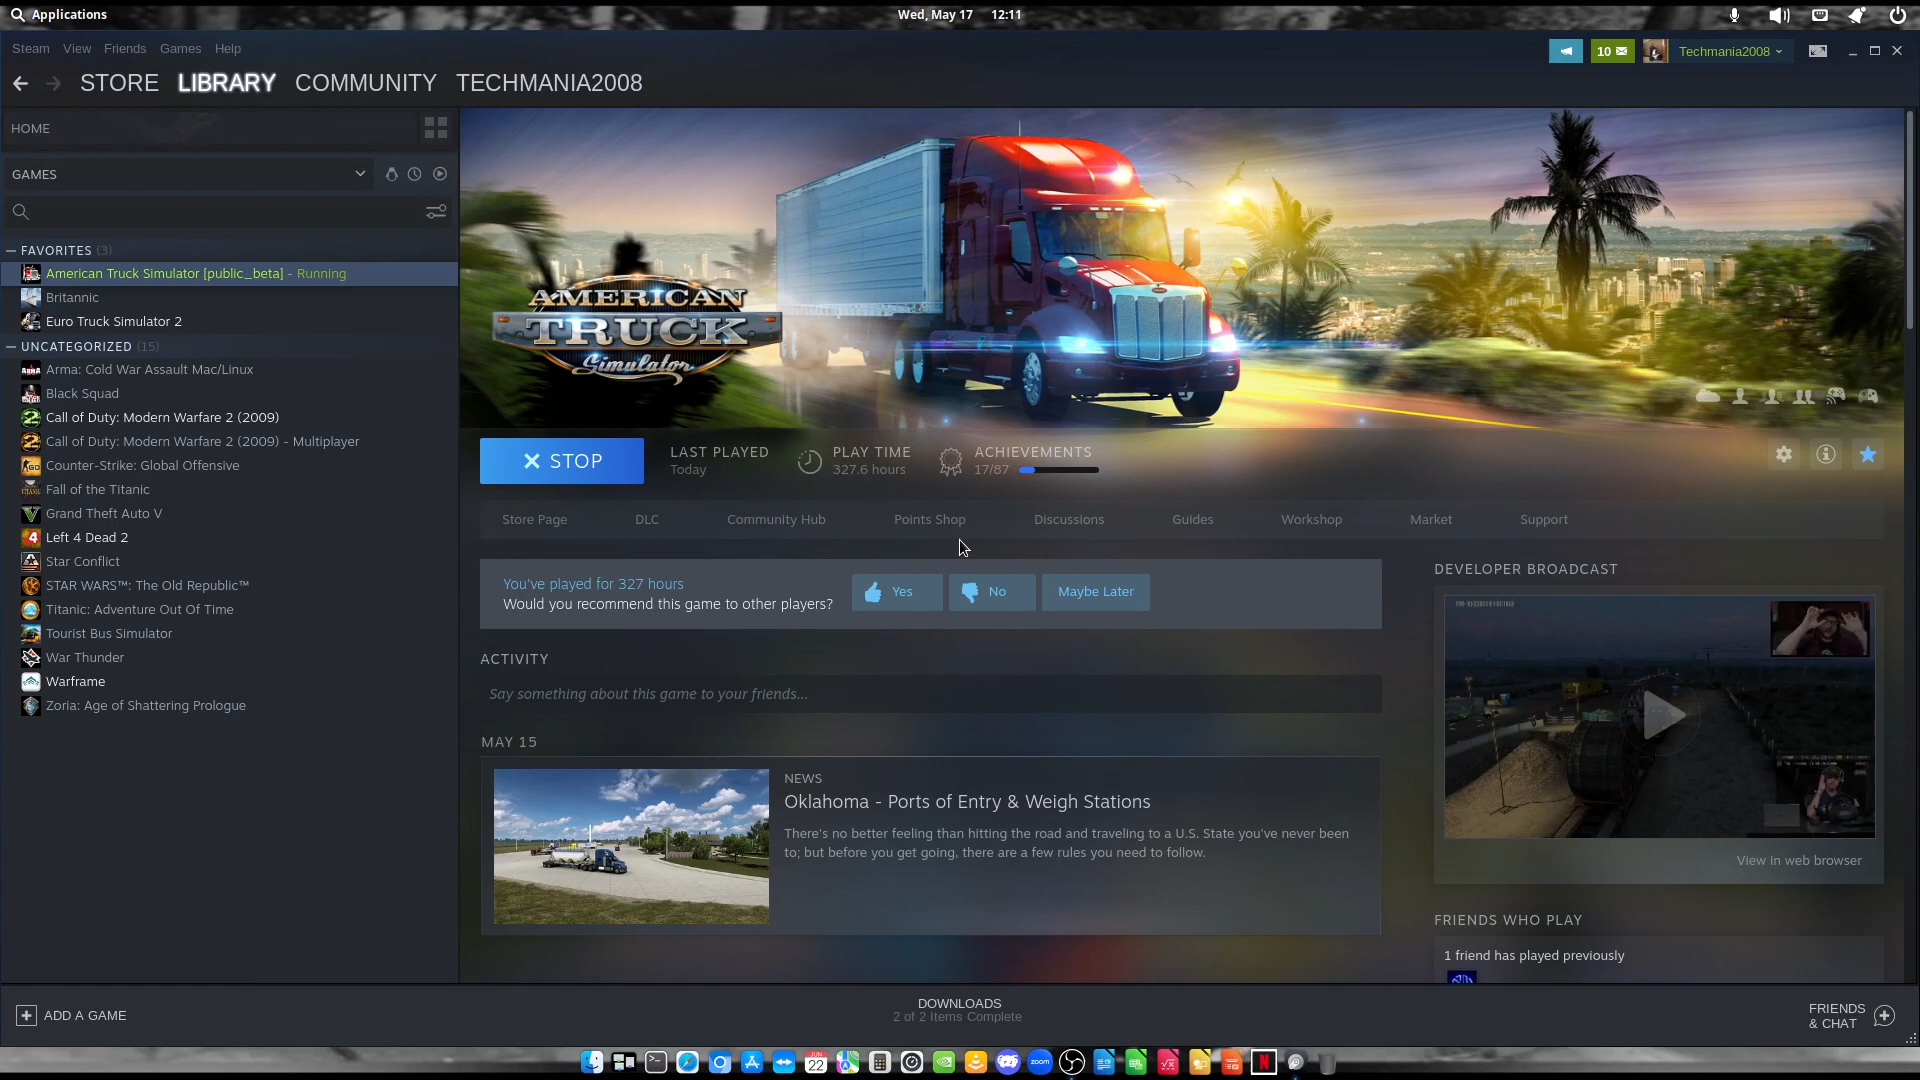 Applications
Wed, May 17 12:11
Steam View Friends Games Help
10
Techmania2008
STORE LIBRARY COMMUNITY TECHMANIA2008
HOME
GAMES
FAVORITES (3)
American Truck Simulator [public_beta] - Running
Britannic
Euro Truck Simulator 2
UNCATEGORIZED (15)
Arma: Cold War Assault Mac/Linux
Black Squad
Call of Duty: Modern Warfare 2 (2009)
Call of Duty: Modern Warfare 2 (2009) - Multiplayer
Counter-Strike: Global Offensive
Fall of the Titanic
Grand Theft Auto V
Left 4 Dead 2
Star Conflict
STAR WARS™: The Old Republic™
Titanic: Adventure Out Of Time
Tourist Bus Simulator
War Thunder
Warframe
Zoria: Age of Shattering Prologue
AMERICAN
TRUCK
Simulator
STOP
LAST PLAYED
Today
PLAY TIME
327.6 hours
ACHIEVEMENTS
17/87
Store Page DLC Community Hub Points Shop Discussions Guides Workshop Market Support
You've played for 327 hours
Would you recommend this game to other players?
Yes
No
Maybe Later
ACTIVITY
Say something about this game to your friends...
MAY 15
NEWS
Oklahoma - Ports of Entry & Weigh Stations
There's no better feeling than hitting the road and traveling to a U.S. State you've never been
to; but before you get going, there are a few rules you need to follow.
DEVELOPER BROADCAST
View in web browser
FRIENDS WHO PLAY
1 friend has played previously
ADD A GAME
DOWNLOADS
2 of 2 Items Complete
FRIENDS
& CHAT
JUN
22
zoom
N